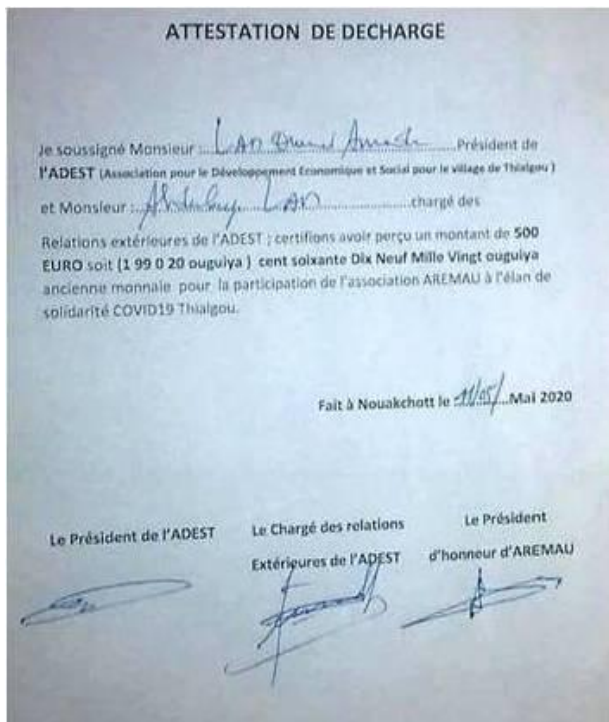 ATTESTATION DE DECHARGE
Je soussigné Monsieur : LAN Président de
l'ADEST (Association pour le Développement Economique et Social pour le village de Thialgou )
et Monsieur : LAN chargé des
Relations extérieures de l'ADEST ; certifions avoir perçu un montant de 500
EURO soit (1 99 0 20 ouguiya ) cent soixante Dix Neuf Mille Vingt ouguiya
ancienne monnaie pour la participation de l'association AREMAU à l'élan de
solidarité COVID19 Thialgou.
Fait à Nouakchott le 11/05/ Mai 2020
Le Président de l'ADEST Le Chargé des relations Le Président
Extérieures de l'ADEST d'honneur d'AREMAU